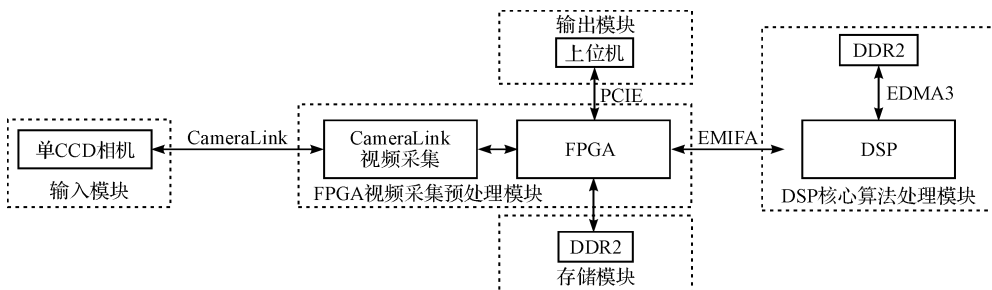 输出模块
上位机
PCIE
DDR2
EDMA3
DSP
DSP核心算法处理模块
单CCD相机
输入模块
CameraLink
CameraLink
视频采集
FPGA
FPGA视频采集预处理模块
EMIFA
DDR2
存储模块